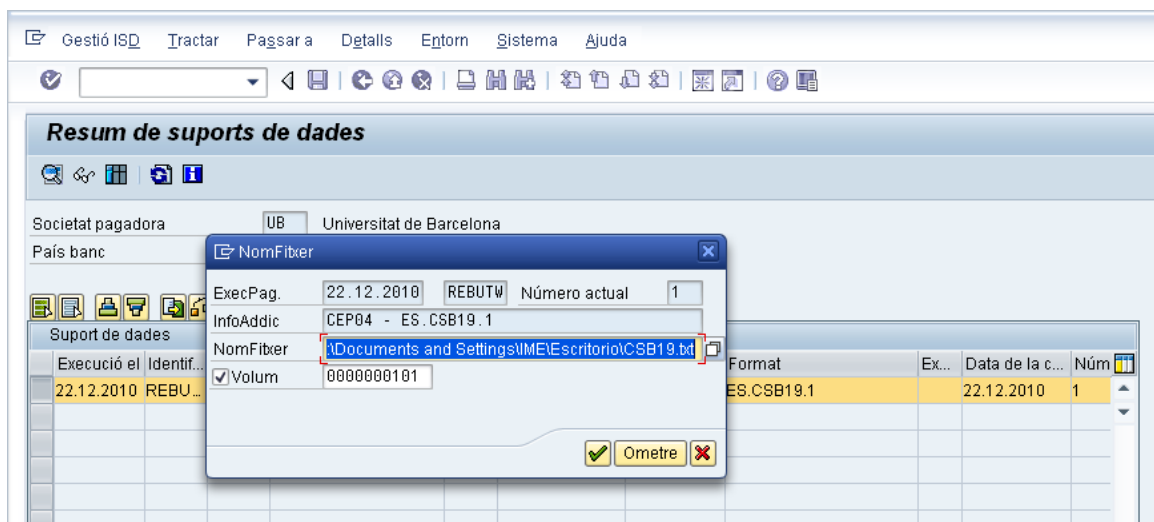 Gestió ISD Tractar Passar a Detalls Entorn Sistema Ajuda
Resum de suports de dades
Societat pagadora UB Universitat de Barcelona
País banc
NomFitxer
ExecPag. 22.12.2010 REBUTW Número actual 1
InfoAddic CEP04 - ES.CSB19.1
NomFitxer :\Documents and Settings\IME\Escritorio\CSB19.txt
Volum 0000000101
Ometre
Suport de dades
Execució el Identif... Format Ex... Data de la c... Núm
22.12.2010 REBU... ES.CSB19.1 22.12.2010 1